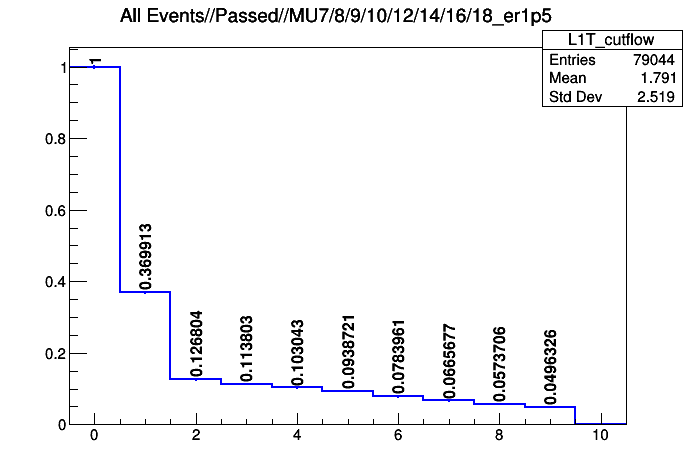 All Events//Passed//MU7/8/9/10/12/14/16/18_er1p5
L1T_cutflow
Entries 79044
Mean 1.791
Std Dev 2.519
1
0.8
0.6
0.4
0.2
0
1
0.369913
0.126804
0.113803
0.103043
0.0938721
0.0783961
0.0665677
0.0573706
0.0496326
0 2 4 6 8 10